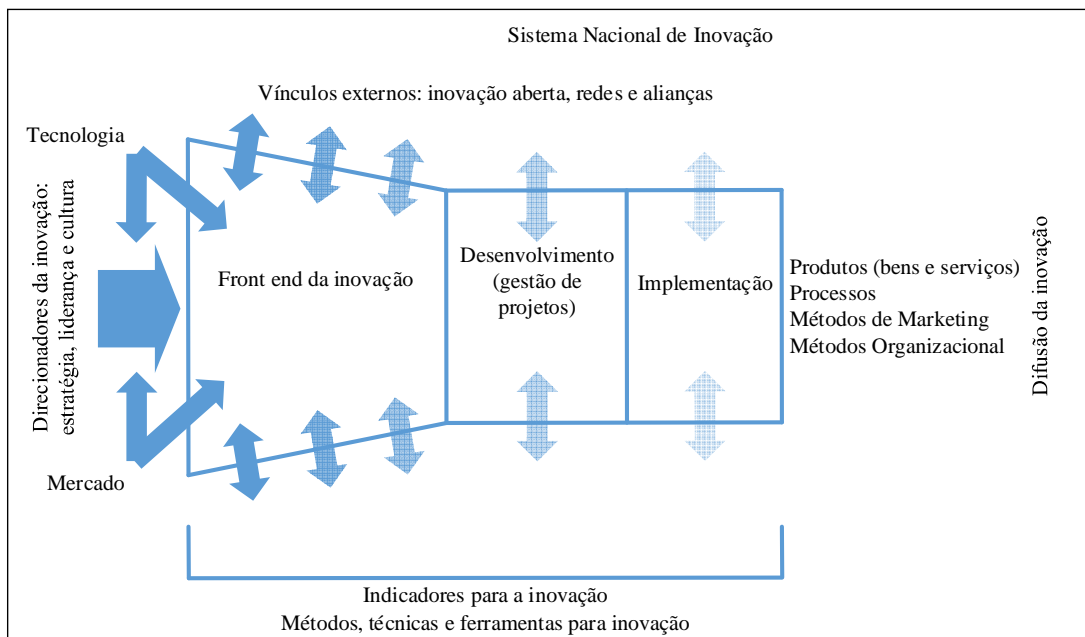 Sistema Nacional de Inovação
Vínculos externos: inovação aberta, redes e alianças
Tecnologia
Direcionadores da inovação:
estratégia, liderança e cultura
Mercado
Front end da inovação
Desenvolvimento
(gestão de
projetos)
Implementação
Produtos (bens e serviços)
Processos
Métodos de Marketing
Métodos Organizacional
Difusão da inovação
Indicadores para a inovação
Métodos, técnicas e ferramentas para inovação